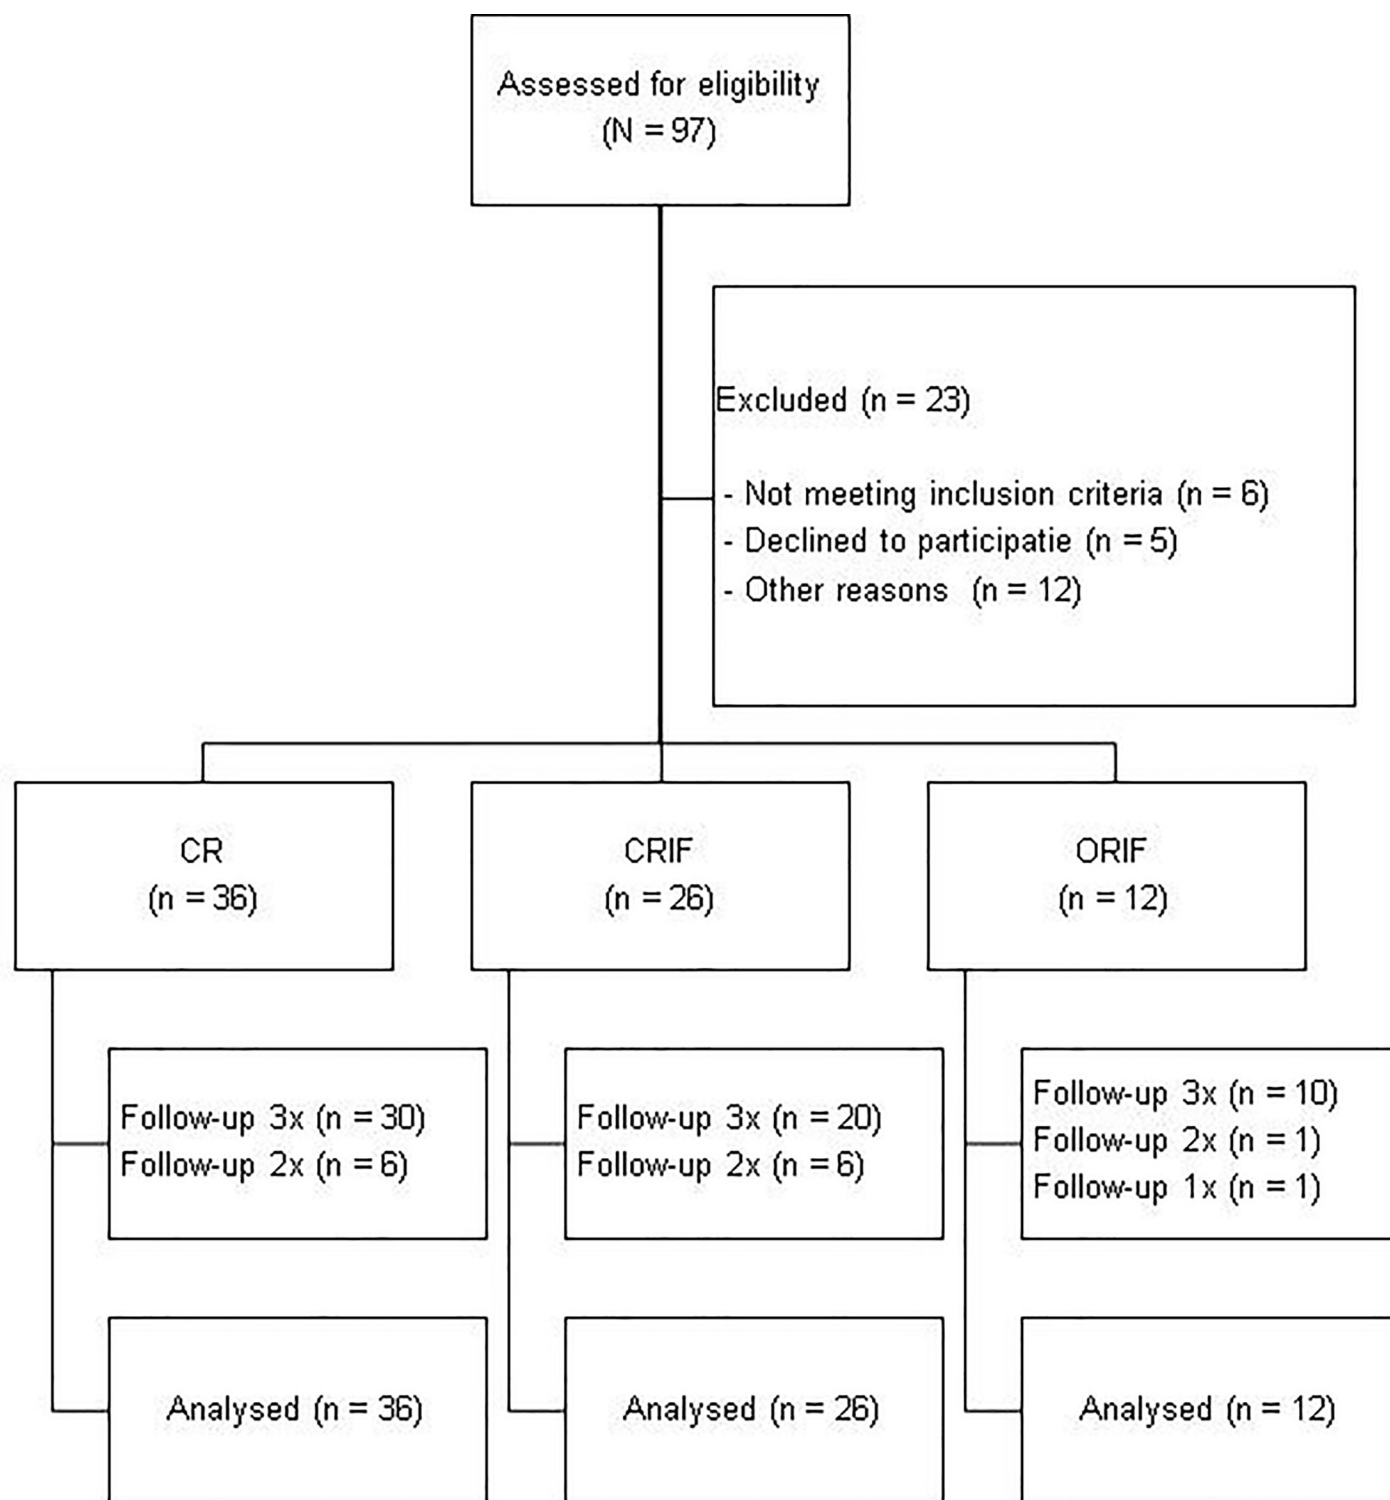 Assessed for eligibility
(N = 97)
Excluded (n = 23)
- Not meeting inclusion criteria (n = 6)
- Declined to participatie (n = 5)
- Other reasons (n = 12)
CR
(n = 36)
CRIF
(n = 26)
ORIF
(n = 12)
Follow-up 3x (n = 30)
Follow-up 2x (n = 6)
Follow-up 3x (n = 20)
Follow-up 2x (n = 6)
Follow-up 3x (n = 10)
Follow-up 2x (n = 1)
Follow-up 1x (n = 1)
Analysed (n = 36)
Analysed (n = 26)
Analysed (n = 12)